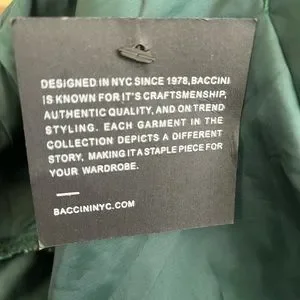 DESIGNED IN NYC SINCE 1978, BACCINI
IS KNOWN FOR IT'S CRAFTSMENSHIP,
AUTHENTIC QUALITY, AND ON TREND
STYLING. EACH GARMENT IN THE
COLLECTION DEPICTS A DIFFERENT
STORY, MAKING IT A STAPLE PIECE FOR
YOUR WARDROBE.
BACCININYC.COM